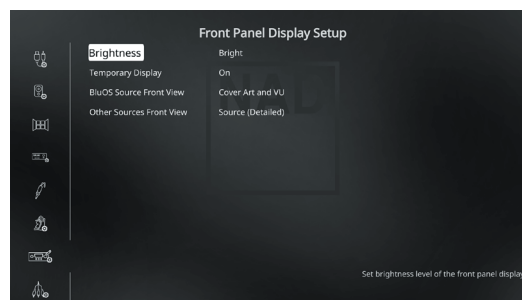 Front Panel Display Setup
Brightness Bright
Temporary Display On
BluOS Source Front View Cover Art and VU
Other Sources Front View Source (Detailed)
NAD
Set brightness level of the front panel display